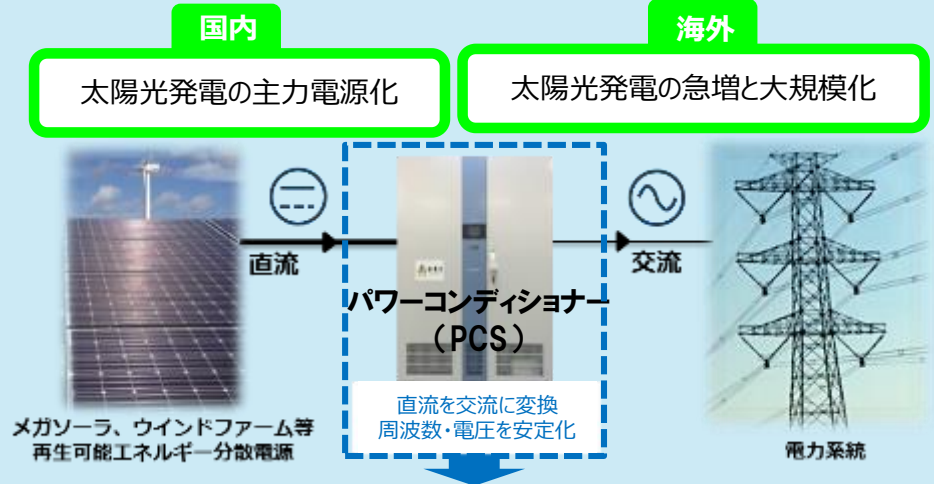 国内
海外
太陽光発電の主力電源化
太陽光発電の急増と大規模化
直流
交流
パワーコンディショナー
（PCS）
直流を交流に変換
周波数・電圧を安定化
メガソーラ、ウインドファーム等
再生可能エネルギー分散電源
電力系統